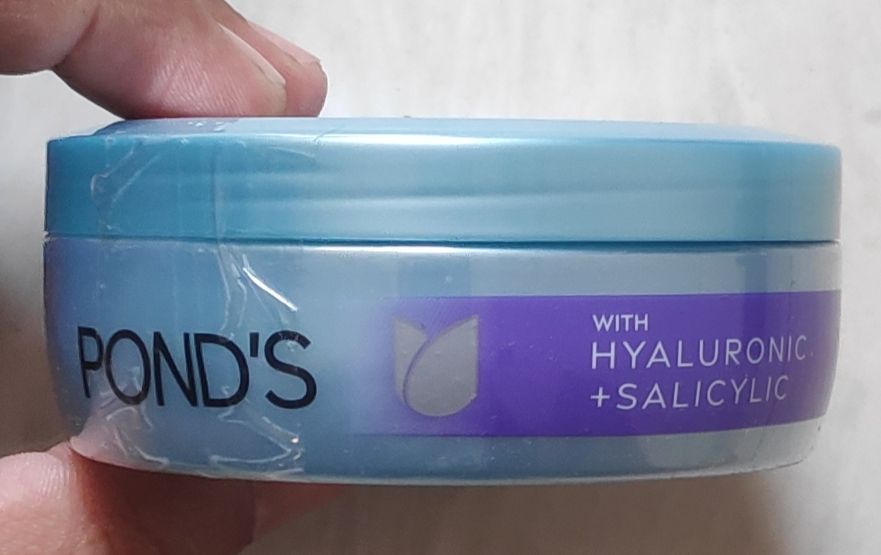 POND'S
WITH
HYALURONIC
+SALICYLIC